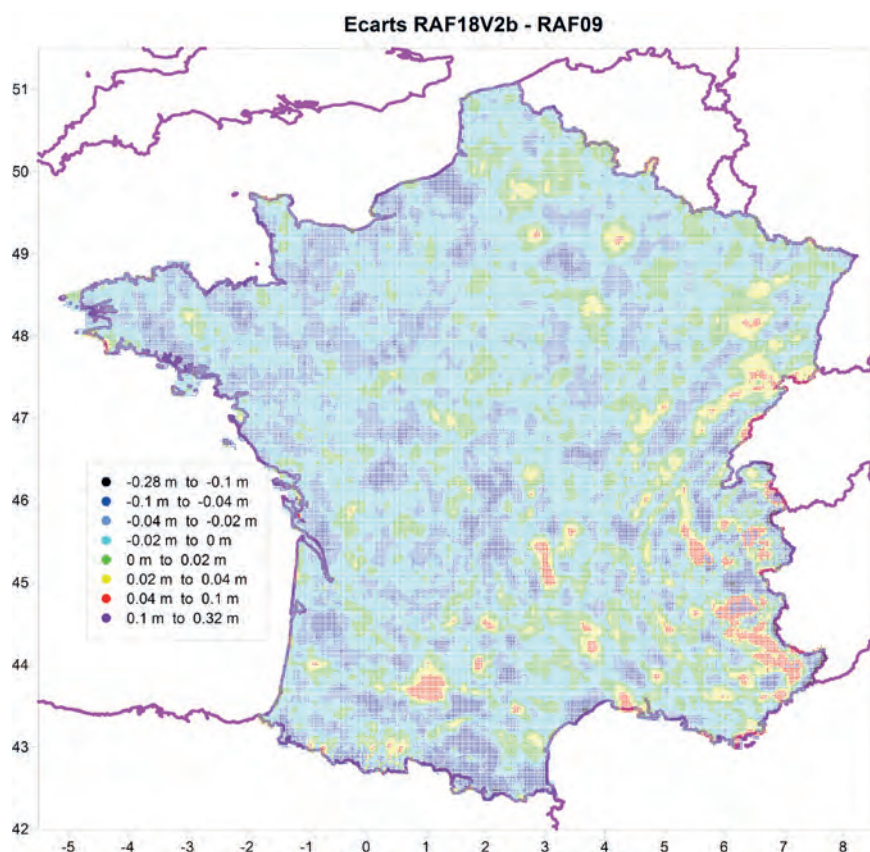 Ecarts RAF18V2b - RAF09
51
50
49
48
47
46
45
44
43
42
-0.28 m to -0.1 m
-0.1 m to -0.04 m
-0.04 m to -0.02 m
-0.02 m to 0 m
0 m to 0.02 m
0.02 m to 0.04 m
0.04 m to 0.1 m
0.1 m to 0.32 m
-5 -4 -3 -2 -1 0 1 2 3 4 5 6 7 8